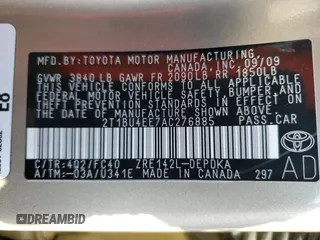 MFD.BY:TOYOTA MOTOR MANUFACTURING
CANADA, INC. 09/09
GVWR 3840 LB GAWR FR 2090LB RR 1850LB
THIS VEHICLE CONFORMS TO ALL APPLICABLE
FEDERAL MOTOR VEHICLE SAFETY, BUMPER, AND
THEFT PREVENTION STANDARDS IN EFFECT ON
THE DATE OF MANUFACTURE SHOWN ABOVE.
2T1BU4EE7AC276885 PASS.CAR
C/TR:4Q2/FC40 ZRE142L-DEPDKA
A/TM:-03A/U341E MADE IN CANADA 297
TOYOTA
AD
E8
DREAMBID
DREAMBID